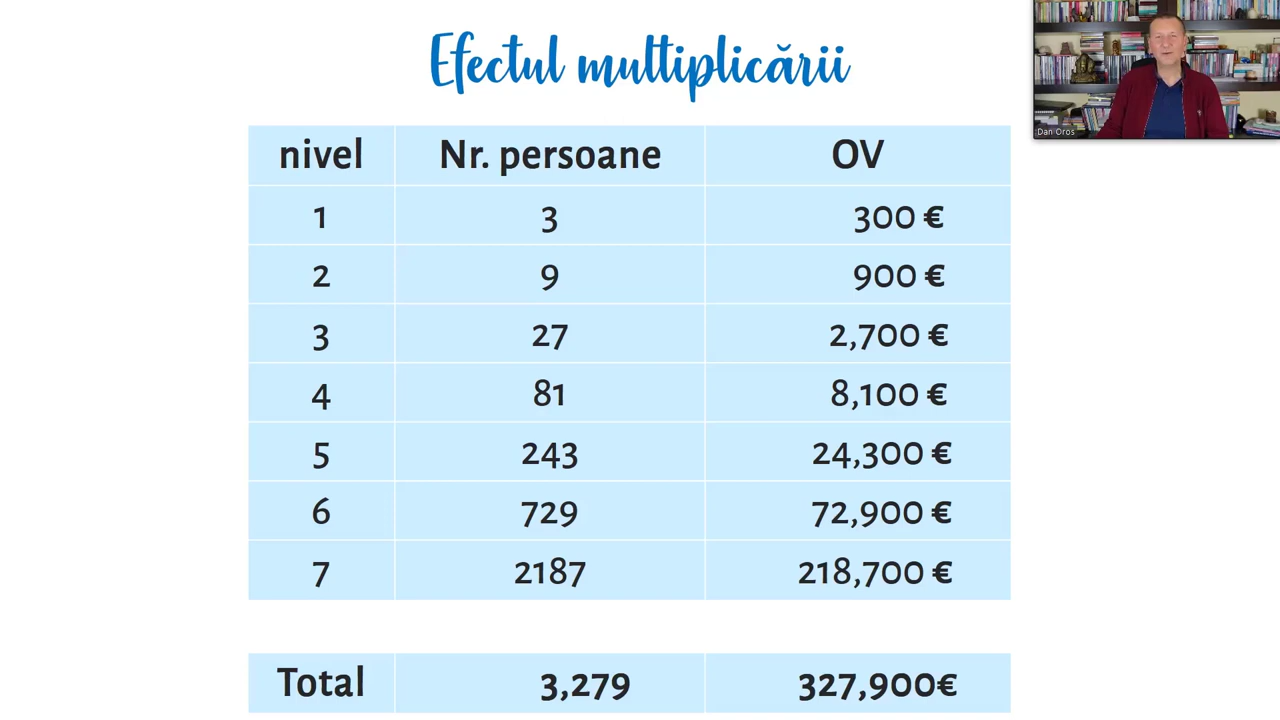 Efectul multiplicării
Dan Oros
nivel Nr. persoane OV
1 3 300 €
2 9 900 €
3 27 2,700 €
4 81 8,100 €
5 243 24,300 €
6 729 72,900 €
7 2187 218,700 €
Total 3,279 327,900€